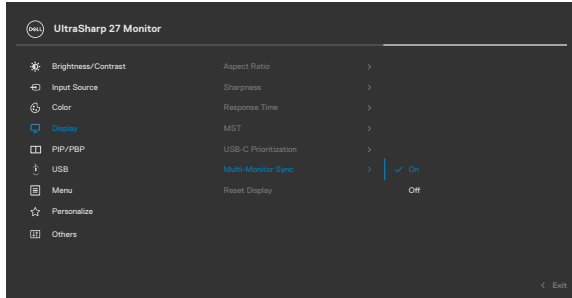 DELL
UltraSharp 27 Monitor
Brightness/Contrast
Aspect Ratio
Input Source
Sharpness
Color
Response Time
Display
MST
PIP/PBP
USB-C Prioritization
USB
Multi-Monitor Sync
On
Menu
Reset Display
Off
Personalize
Others
Exit